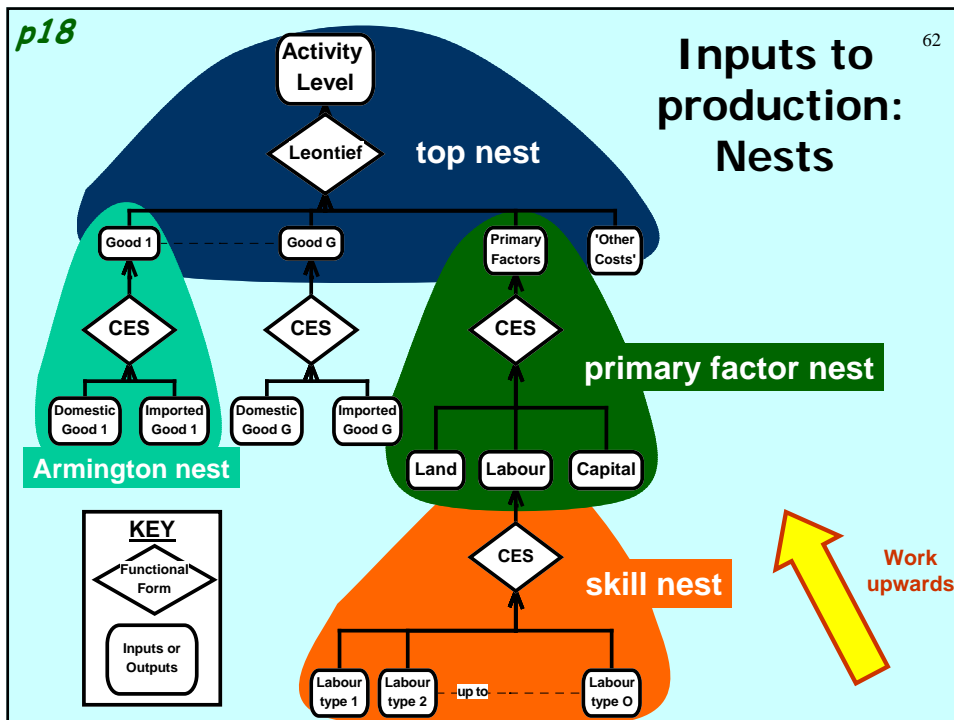 p18
62
Inputs to
production:
Nests
Activity
Level
Leontief
top nest
Good 1
Good G
Primary
Factors
'Other
Costs'
CES
CES
CES
primary factor nest
Domestic
Good 1
Imported
Good 1
Domestic
Good G
Imported
Good G
Armington nest
Land
Labour
Capital
KEY
Functional
Form
Inputs or
Outputs
CES
skill nest
Work
upwards
Labour
type 1
Labour
type 2
up to
Labour
type O